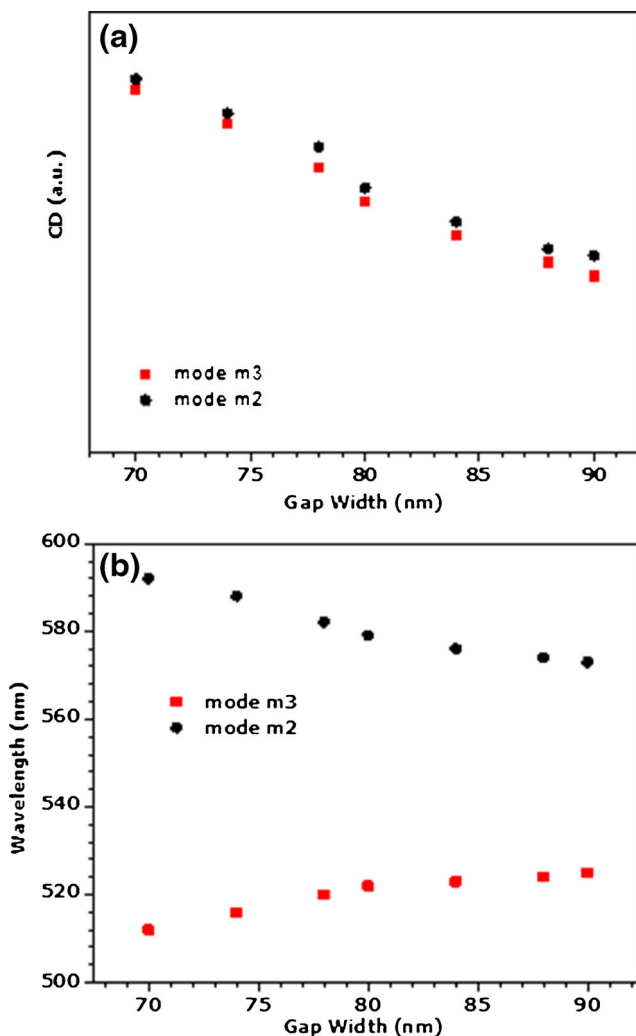 (a)
CD (a.u.)
mode m3
mode m2
70 75 80 85 90
Gap Width (nm)
(b)
600
580
560
540
520
500
Wavelength (nm)
mode m3
mode m2
70 75 80 85 90
Gap Width (nm)